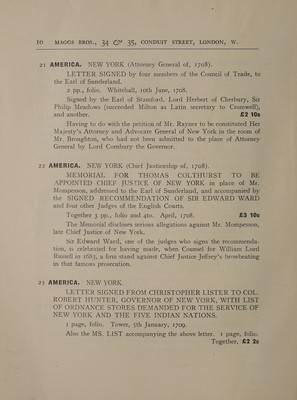 10 MAGGS BROS., 34 & 35, CONDUIT STREET, LONDON, W.
21 AMERICA. NEW YORK (Attorney General of, 1708).
LETTER SIGNED by four members of the Council of Trade, to
the Earl of Sunderland.
2 pp., folio. Whitehall, 10th June, 1708.
Signed by the Earl of Stamford, Lord Herbert of Cherbury, Sir
Philip Meadows (succeeded Milton as Latin secretary to Cromwell),
and another. £2 10s
Having to do with the petition of Mr. Rayner to be constituted Her
Majesty's Attorney and Advocate General of New York in the room of
Mr. Broughton, who had not been admitted to the place of Attorney
General by Lord Cornbury the Governor.
22 AMERICA. NEW YORK (Chief Justiceship of, 1708).
MEMORIAL FOR THOMAS COLTHURST TO BE
APPOINTED CHIEF JUSTICE OF NEW YORK in place of Mr.
Mompesson, addressed to the Earl of Sunderland, and accompanied by
the SIGNED RECOMMENDATION OF SIR EDWARD WARD
and four other Judges of the English Courts.
Together 3 pp., folio and 4to. April, 1708. £3 10s
The Memorial discloses serious allegations against Mr. Mompesson,
late Chief Justice of New York.
Sir Edward Ward, one of the judges who signs the recommenda-
tion, is celebrated for having made, when Counsel for William Lord
Russell in 1683, a firm stand against Chief Justice Jeffrey's browbeating
in that famous prosecution.
23 AMERICA. NEW YORK
LETTER SIGNED FROM CHRISTOPHER LISTER TO COL.
ROBERT HUNTER, GOVERNOR OF NEW YORK, WITH LIST
OF ORDNANCE STORES DEMANDED FOR THE SERVICE OF
NEW YORK AND THE FIVE INDIAN NATIONS.
1 page, folio. Tower, 5th January, 1709.
Also the MS. LIST accompanying the above letter. 1 page, folio.
Together, £2 2s